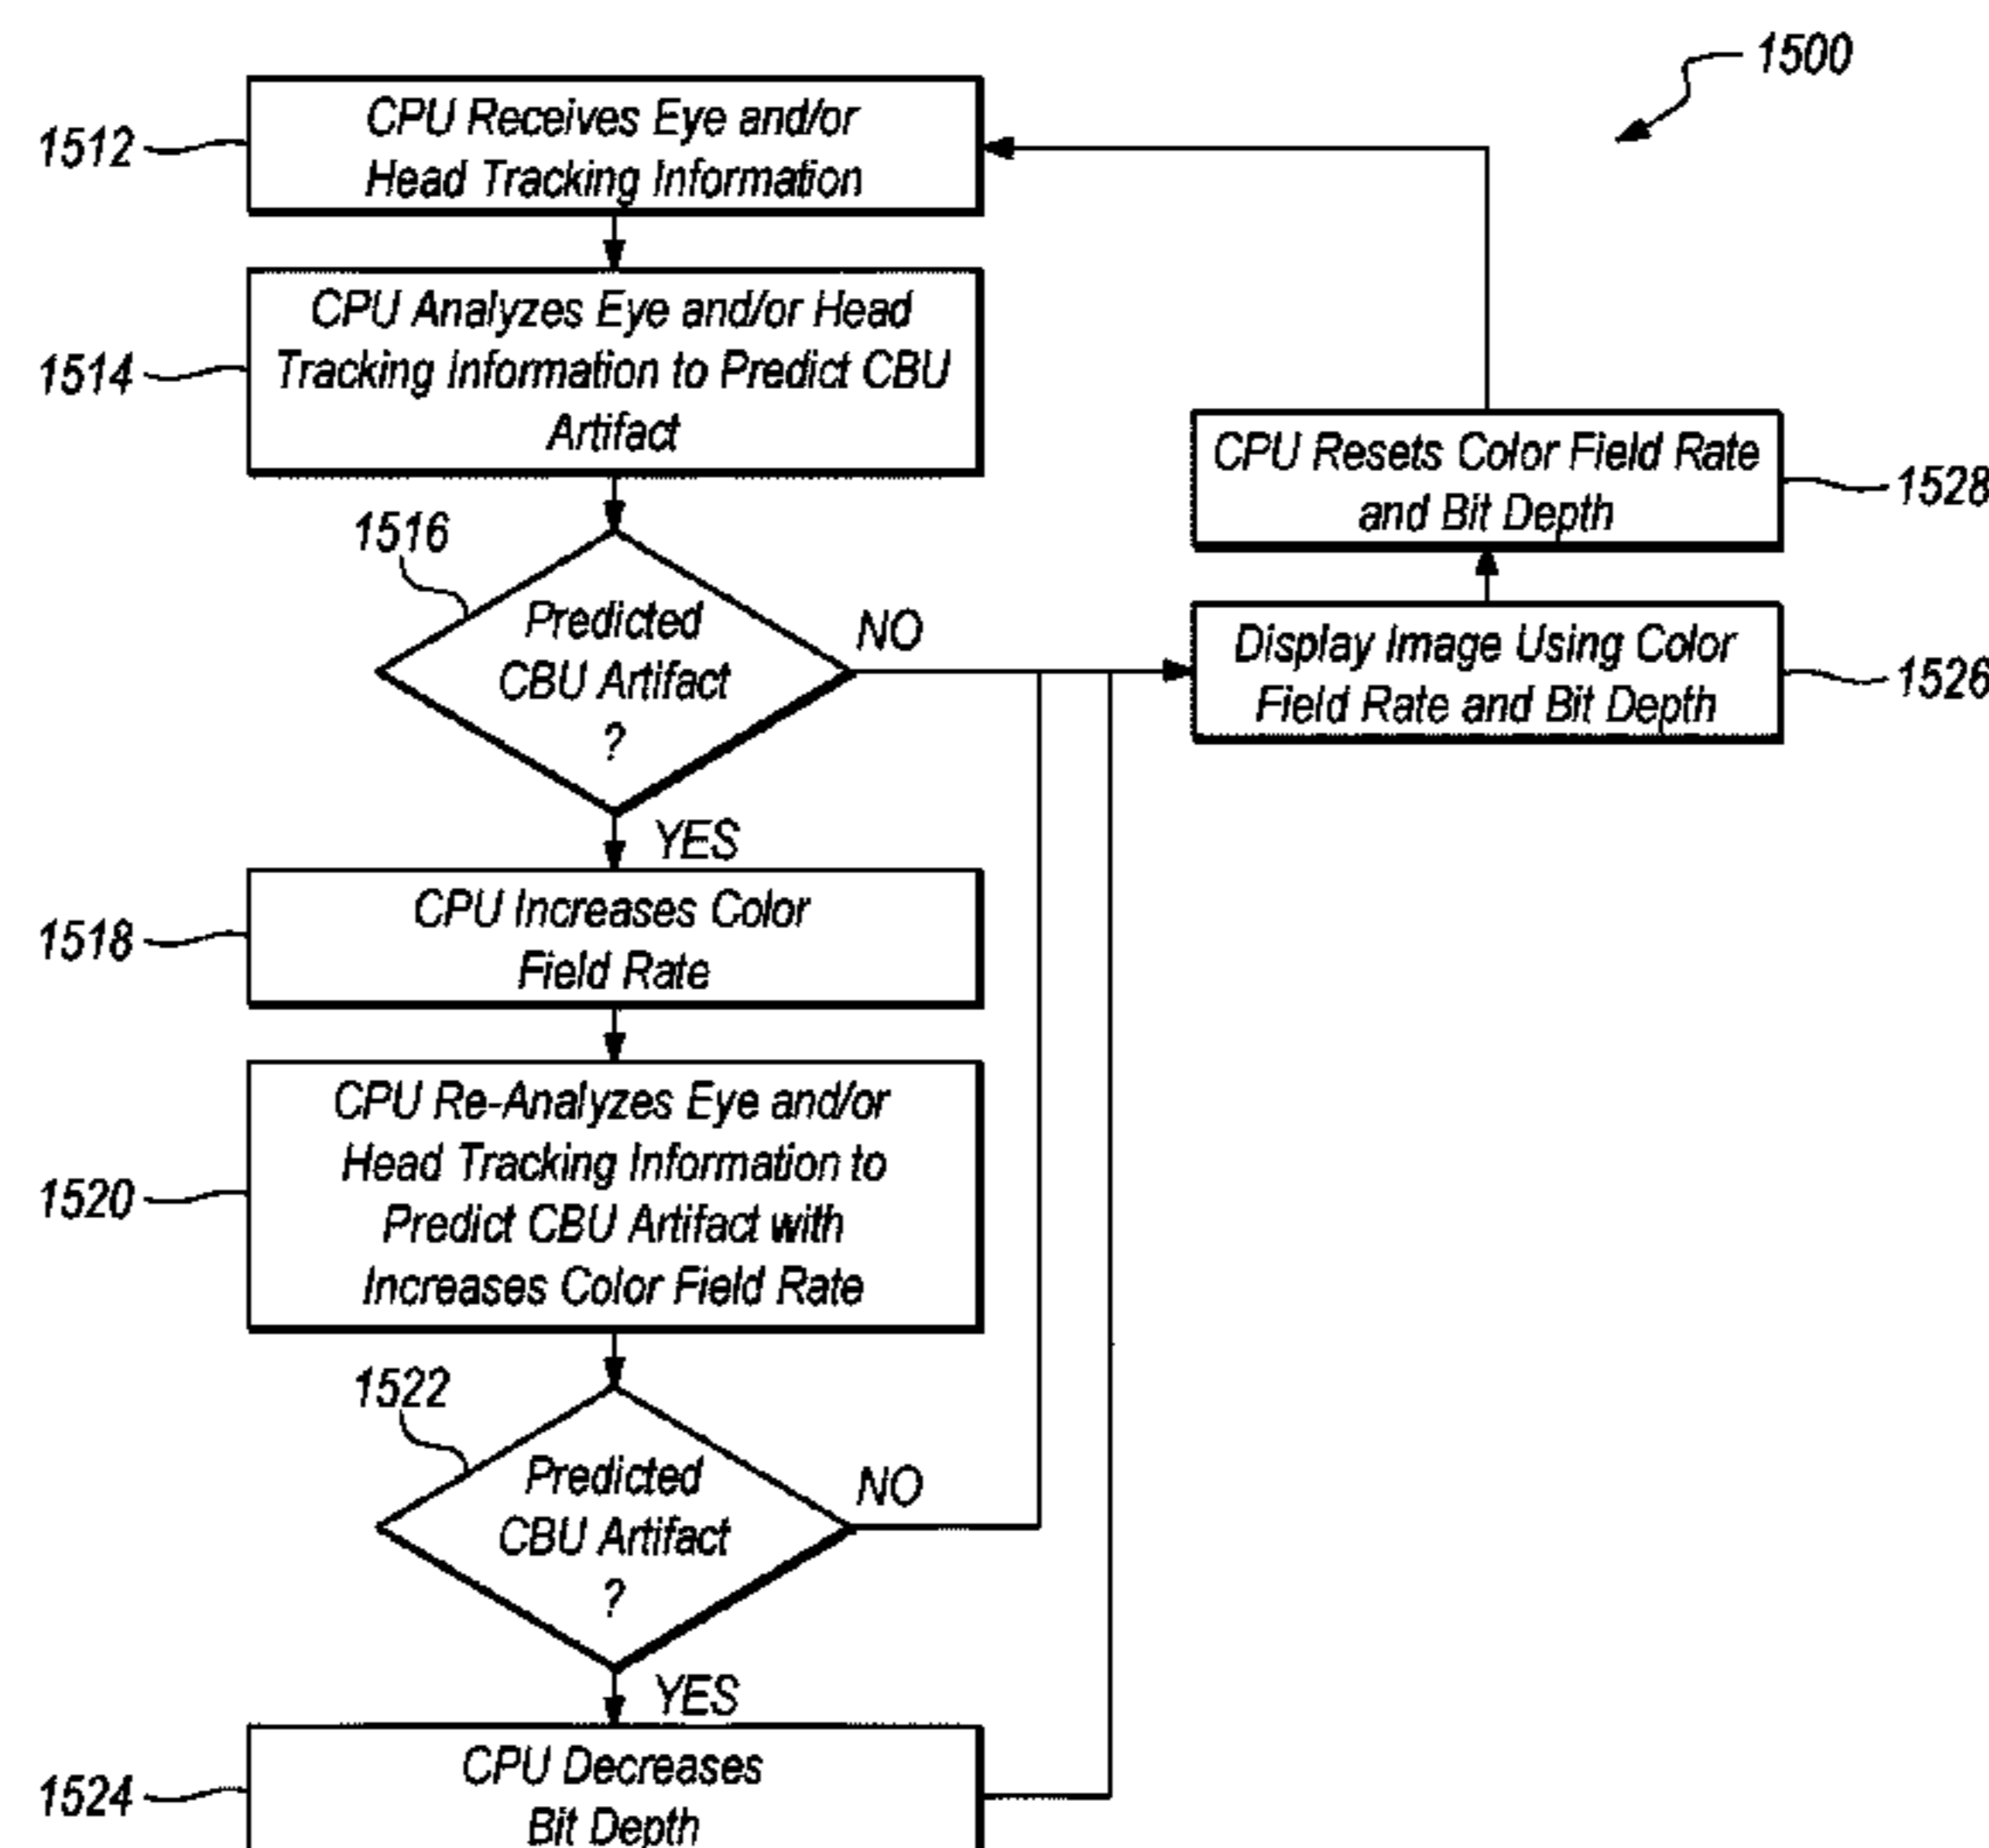 1500
1512
CPU Receives Eye and/or
Head Tracking Information
1514
CPU Analyzes Eye and/or Head
Tracking Information to Predict CBU
Artifact
1516
Predicted
CBU Artifact
?
NO
YES
1518
CPU Increases Color
Field Rate
1520
CPU Re-Analyzes Eye and/or
Head Tracking Information to
Predict CBU Artifact with
Increases Color Field Rate
1522
Predicted
CBU Artifact
?
NO
YES
1524
CPU Decreases
Bit Depth
CPU Resets Color Field Rate
and Bit Depth
1528
Display Image Using Color
Field Rate and Bit Depth
1526